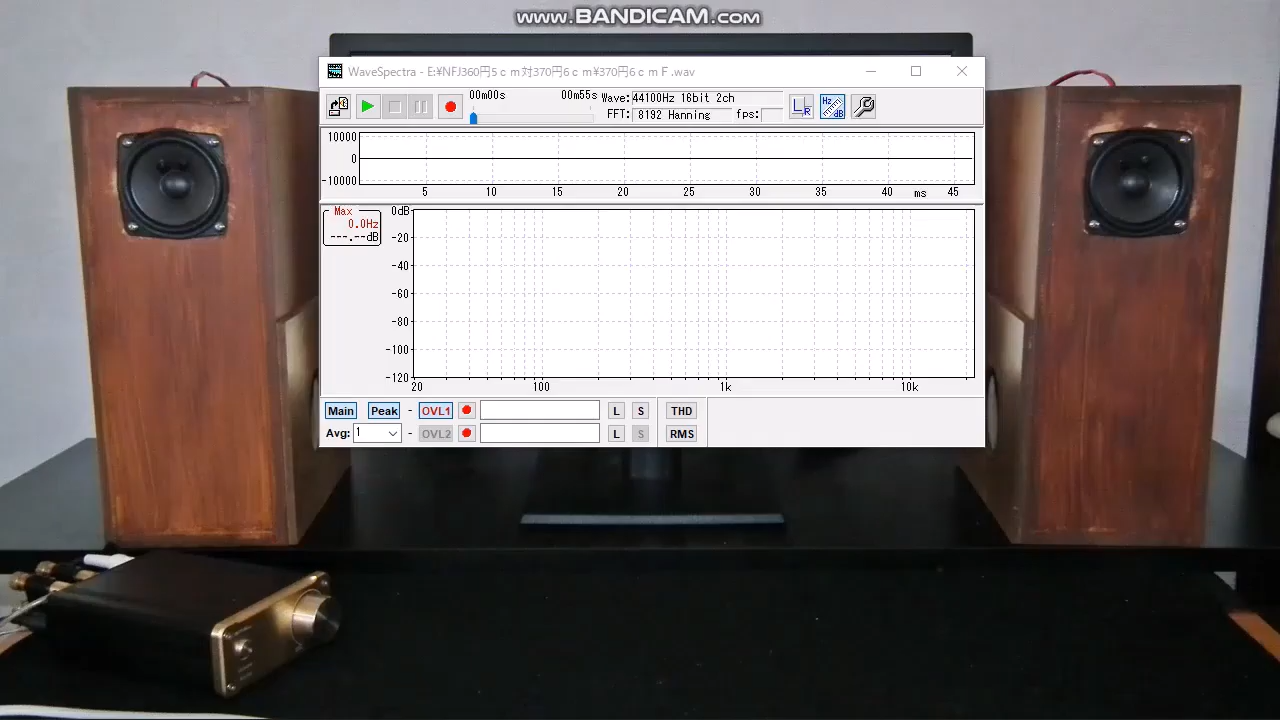 www.BANDICAM.com
WaveSpectra - E:¥NFJ360円5ｃｍ対370円6ｃｍ¥370円6ｃｍＦ.wav
00m00s 00m55s
Wave: 44100Hz 16bit 2ch
FFT: 8192 Hanning fps:
L R
Hz dB
10000
0
-10000
5 10 15 20 25 30 35 40 ms 45
Max
0.0Hz
---.--dB
0dB
-20
-40
-60
-80
-100
-120
20 100 1k 10k
Main Peak - OVL1 L S THD
Avg: 1 - OVL2 L S RMS